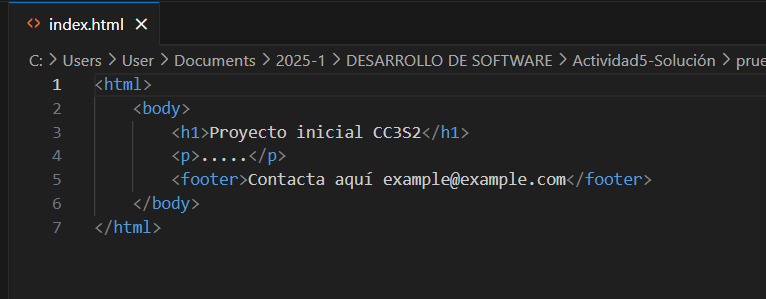 index.html
C: > Users > User > Documents > 2025-1 > DESARROLLO DE SOFTWARE > Actividad5-Solución >
1 <html>
2 <body>
3 <h1>Proyecto inicial CC3S2</h1>
4 <p>.....</p>
5 <footer>Contacta aquí example@example.com</footer>
6 </body>
7 </html>